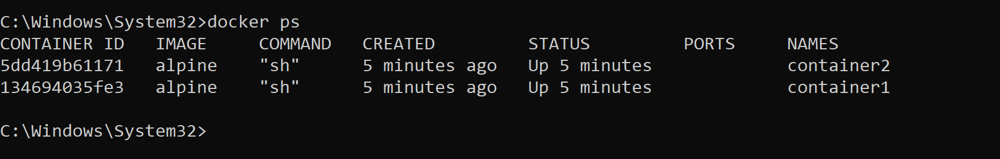 C:\Windows\System32>docker ps
CONTAINER ID   IMAGE     COMMAND   CREATED         STATUS         PORTS     NAMES
5dd419b61171   alpine    "sh"      5 minutes ago   Up 5 minutes             container2
134694035fe3   alpine    "sh"      5 minutes ago   Up 5 minutes             container1
C:\Windows\System32>